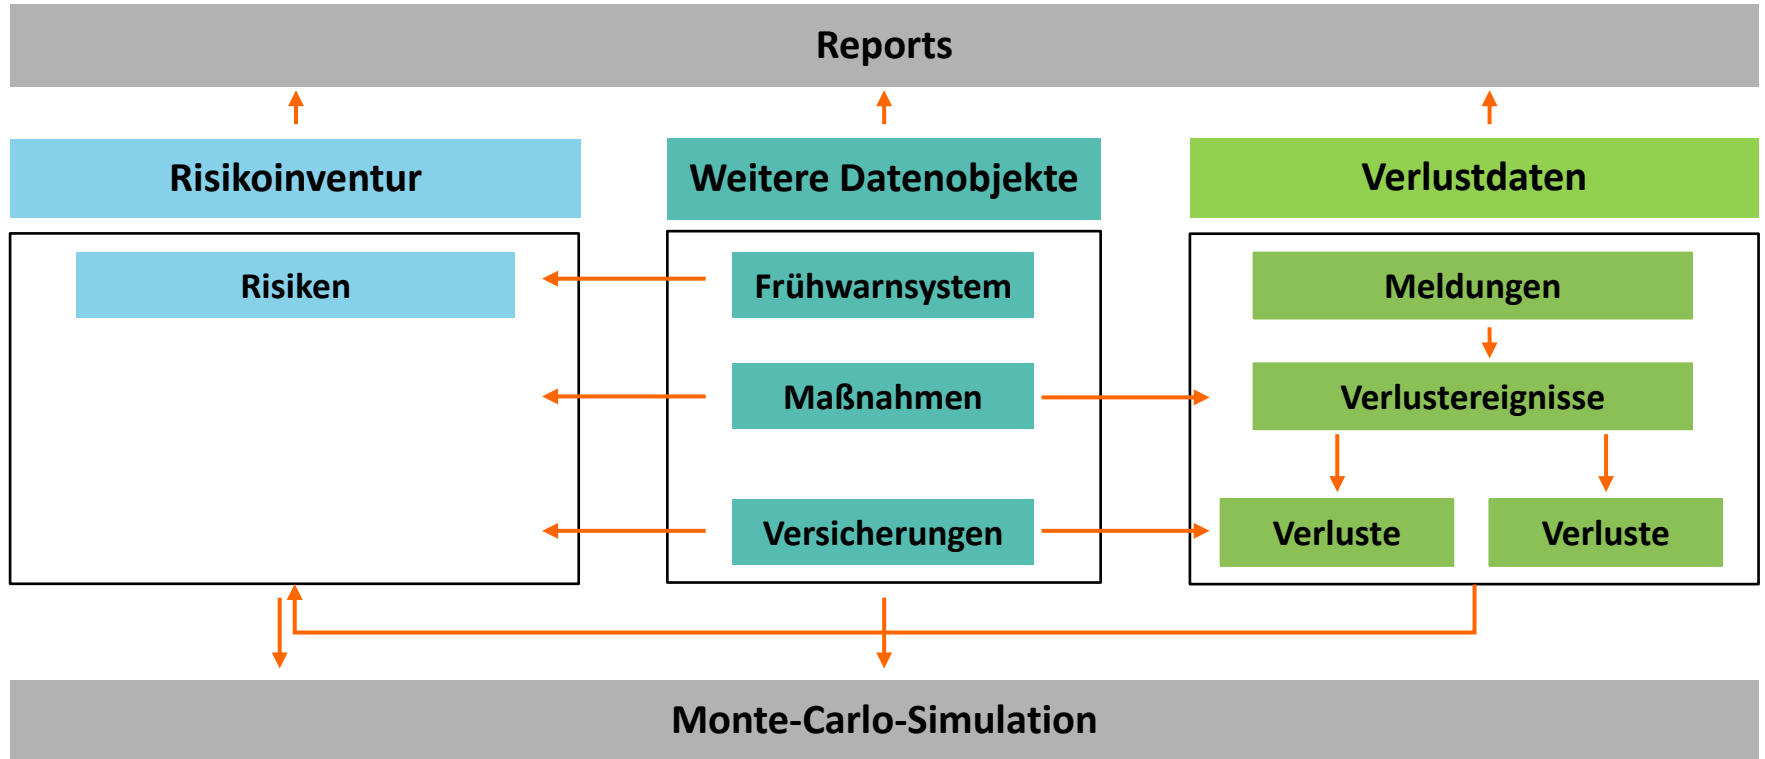 Reports
Risikoinventur
Weitere Datenobjekte
Verlustdaten
Risiken
Frühwarnsystem
Meldungen
Maßnahmen
Verlustereignisse
Versicherungen
Verluste
Verluste
Monte-Carlo-Simulation